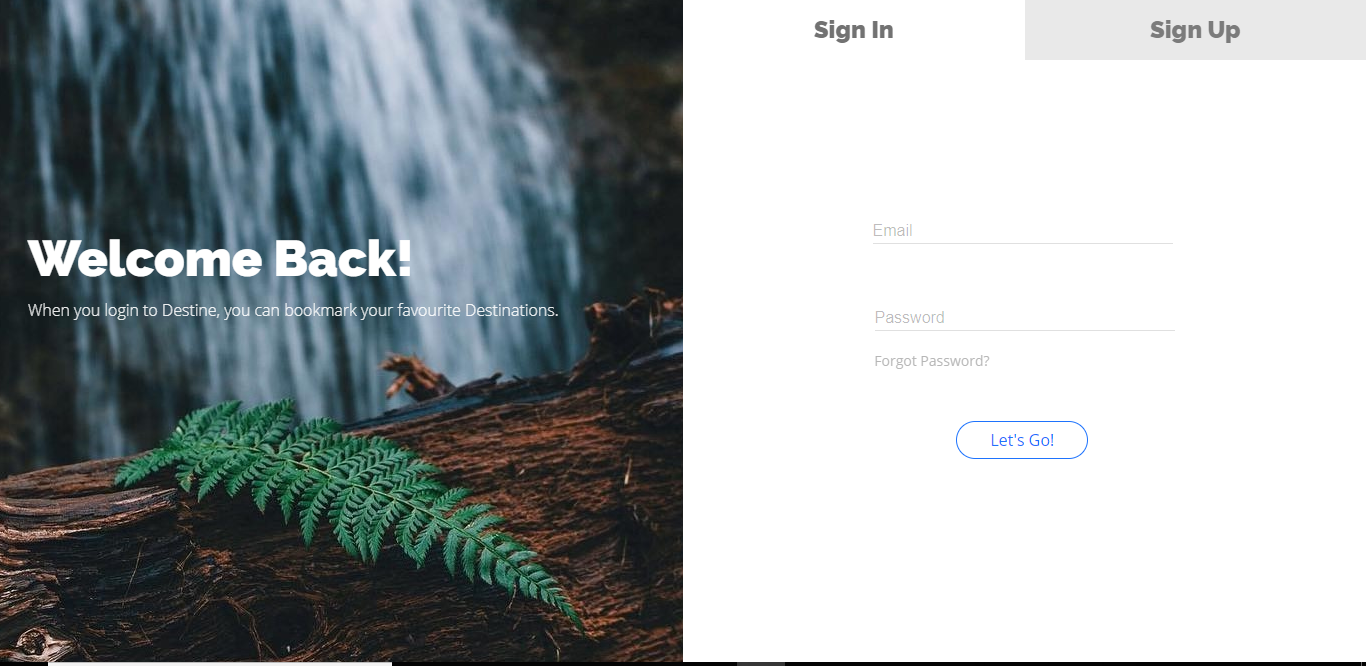 Sign In
Sign Up
Welcome Back!
When you login to Destine, you can bookmark your favourite Destinations.
Email
Password
Forgot Password?
Let's Go!